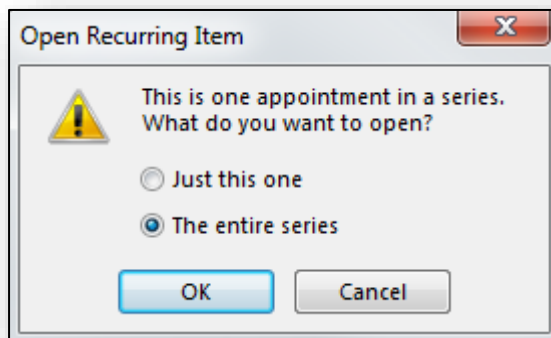 Open Recurring Item
This is one appointment in a series.
What do you want to open?
Just this one
The entire series
OK
Cancel